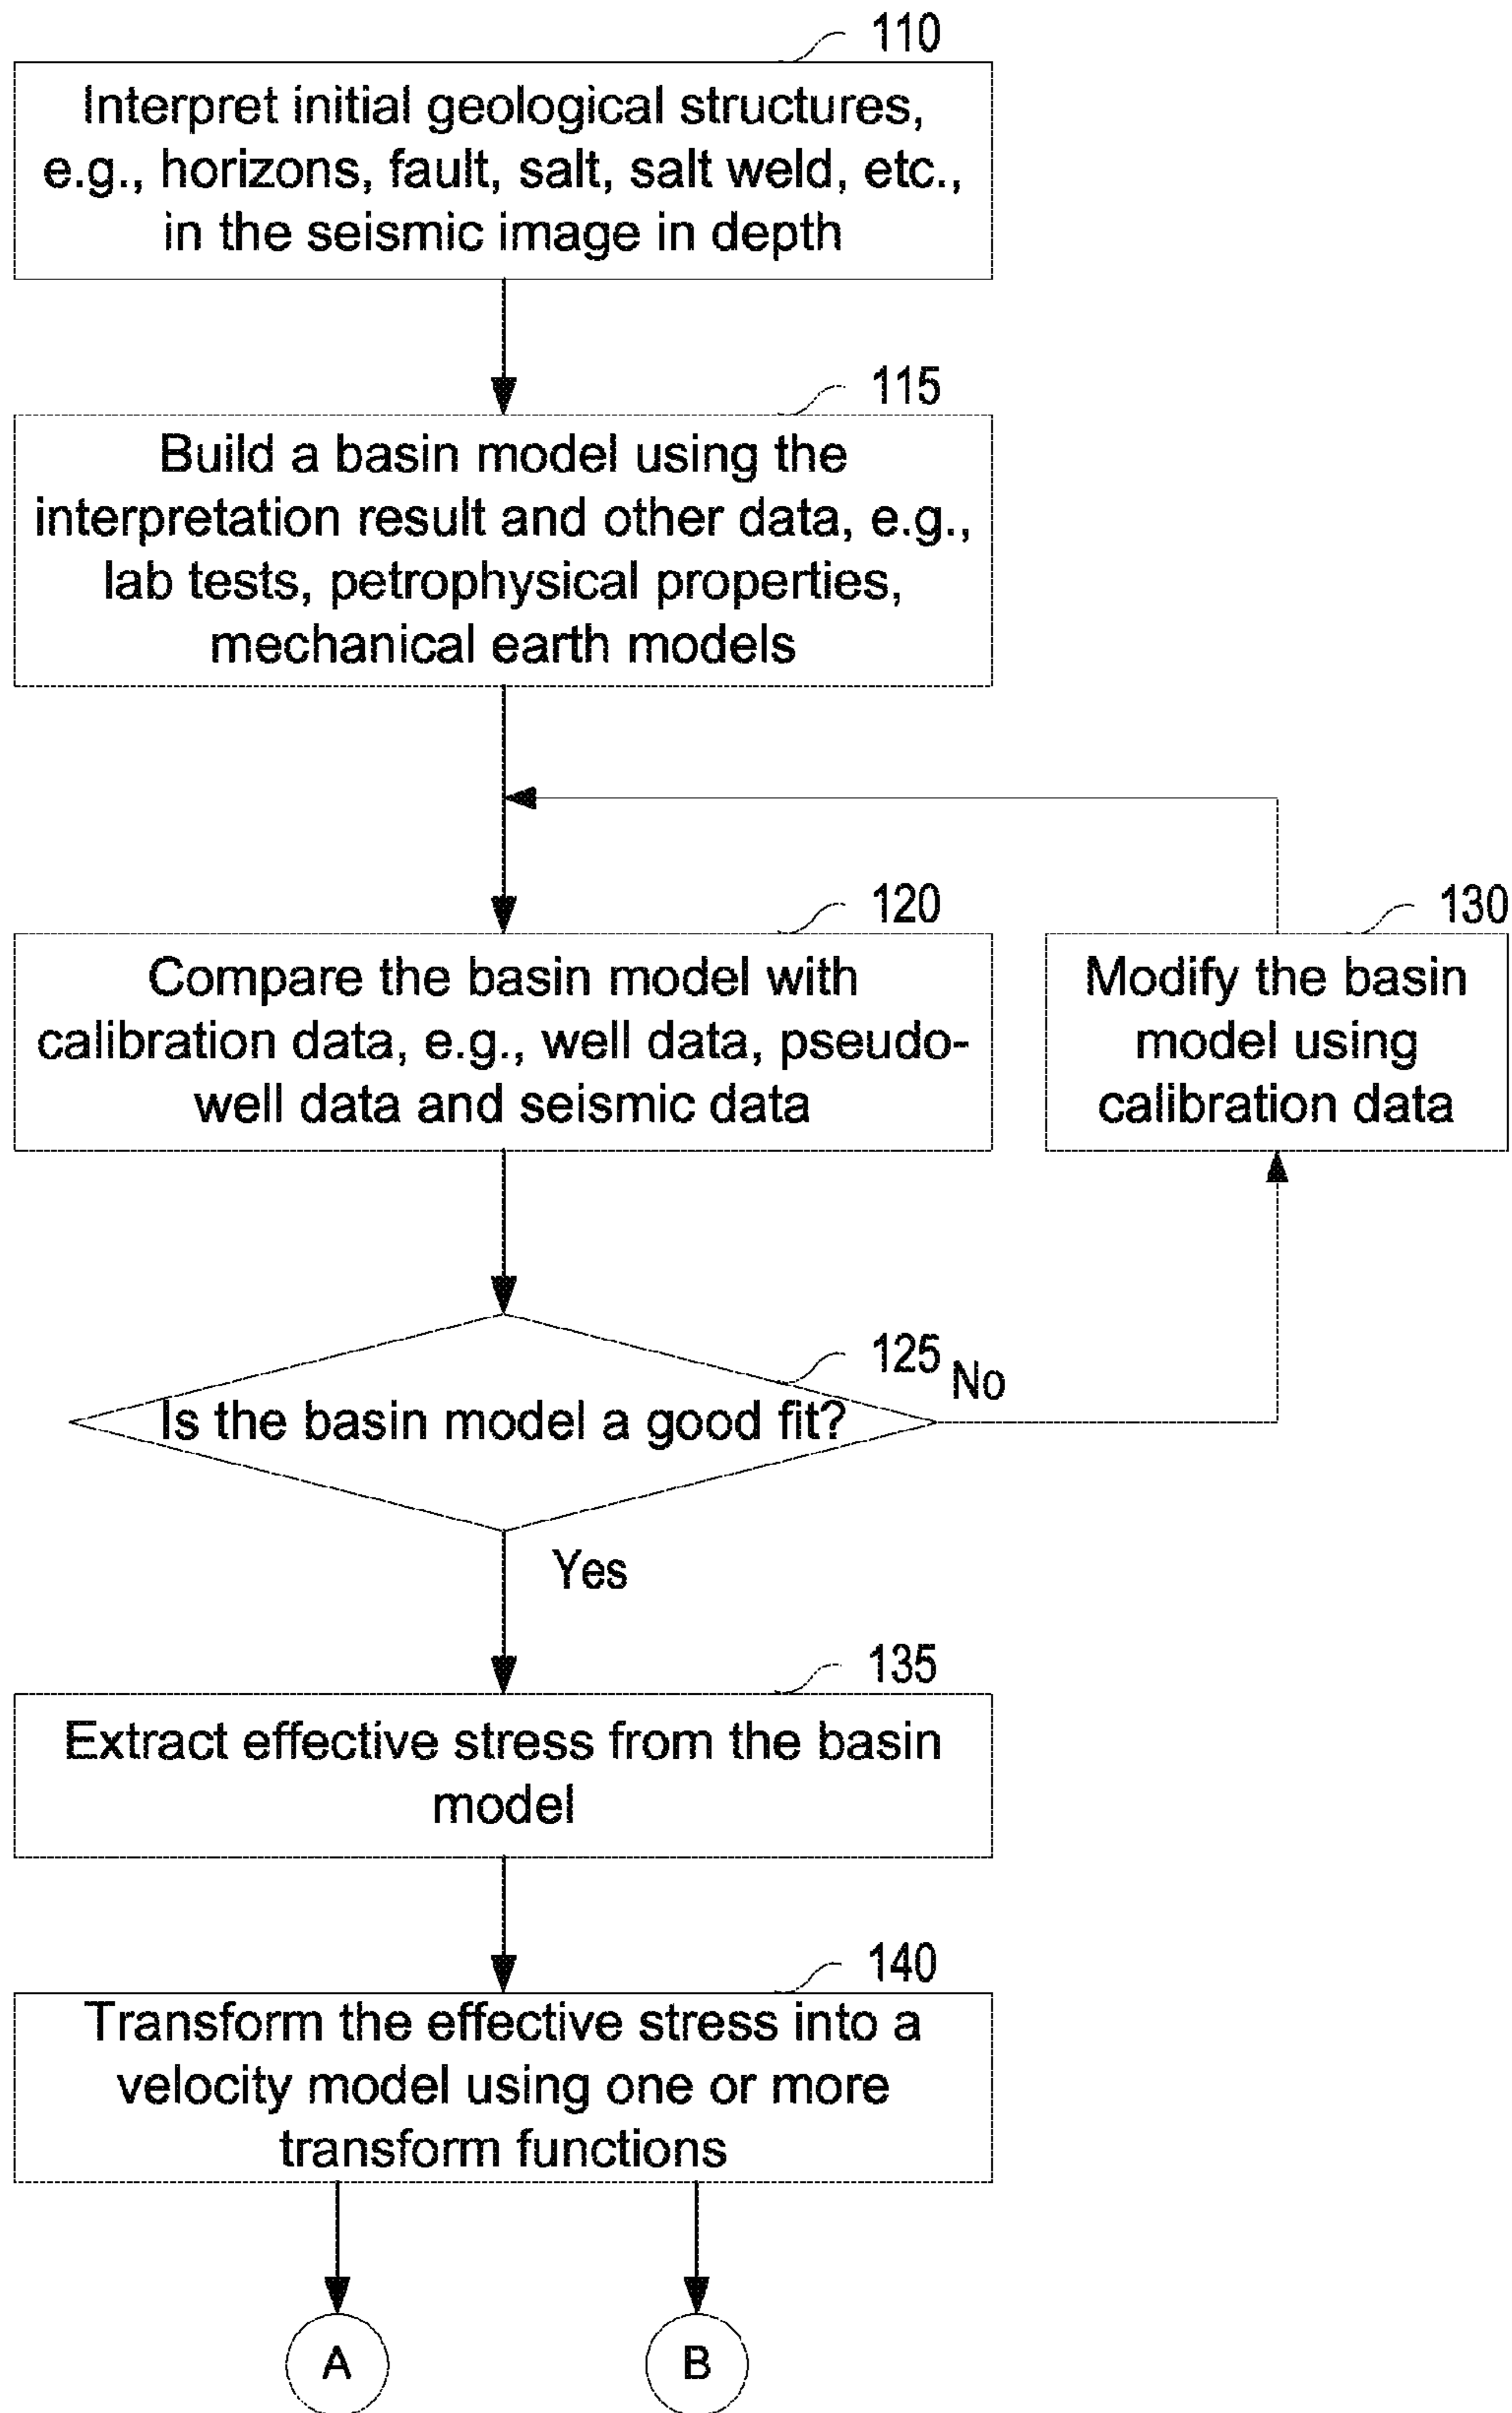 110
Interpret initial geological structures,
e.g., horizons, fault, salt, salt weld, etc.,
in the seismic image in depth
115
Build a basin model using the
interpretation result and other data, e.g.,
lab tests, petrophysical properties,
mechanical earth models
120
Compare the basin model with
calibration data, e.g., well data, pseudo-
well data and seismic data
130
Modify the basin
model using
calibration data
125
No
Is the basin model a good fit?
Yes
135
Extract effective stress from the basin
model
140
Transform the effective stress into a
velocity model using one or more
transform functions
A
B